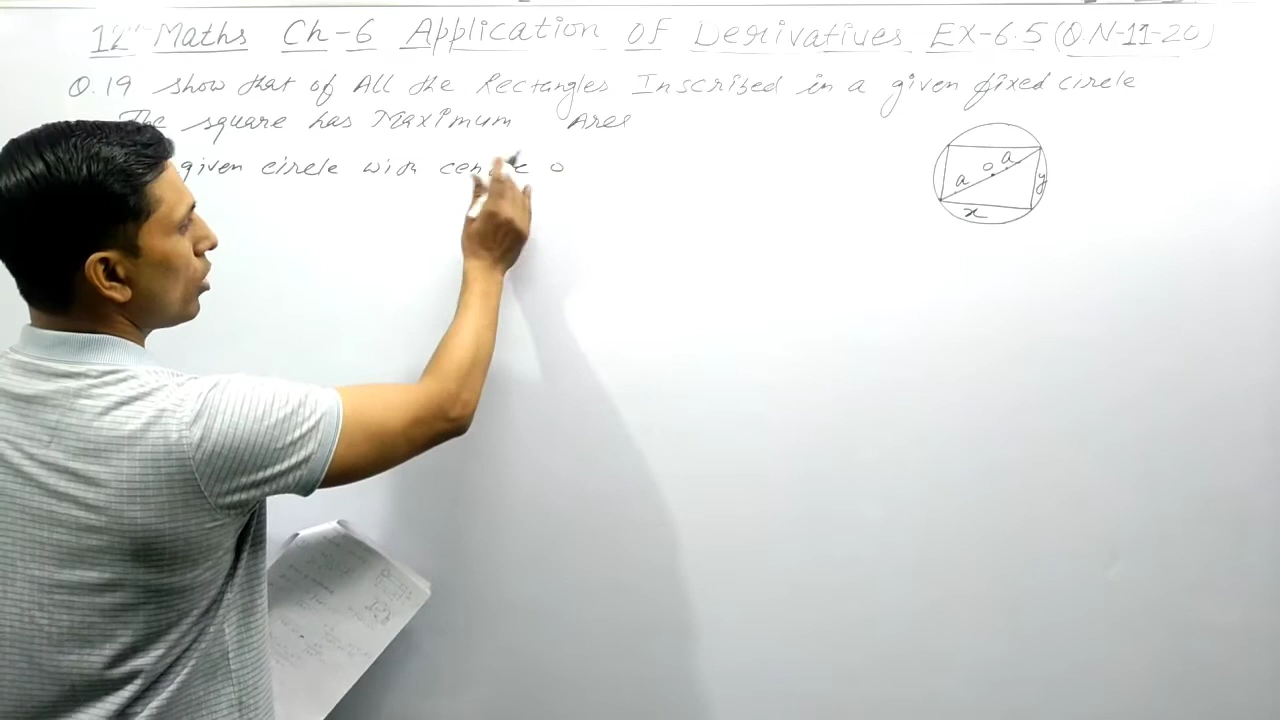 12th Maths Ch-6 Application of Derivatives Ex-6.5 (Q.N-11-20)
Q.19 show that of All the Rectangles Inscribed in a given fixed circle
The square has Maximum Area
given circle with centre o
o
a
a
y
x